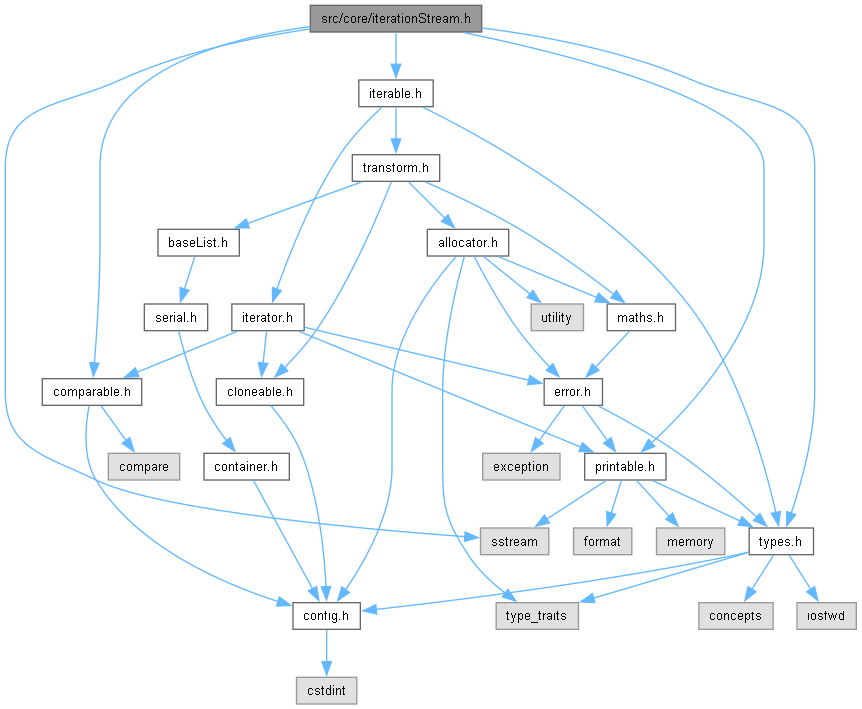 src/core/iterationStream.h
iterable.h
transform.h
baseList.h
allocator.h
serial.h
iterator.h
utility
maths.h
comparable.h
cloneable.h
error.h
compare
container.h
exception
printable.h
sstream
format
memory
types.h
config.h
type_traits
concepts
iosfwd
cstdint